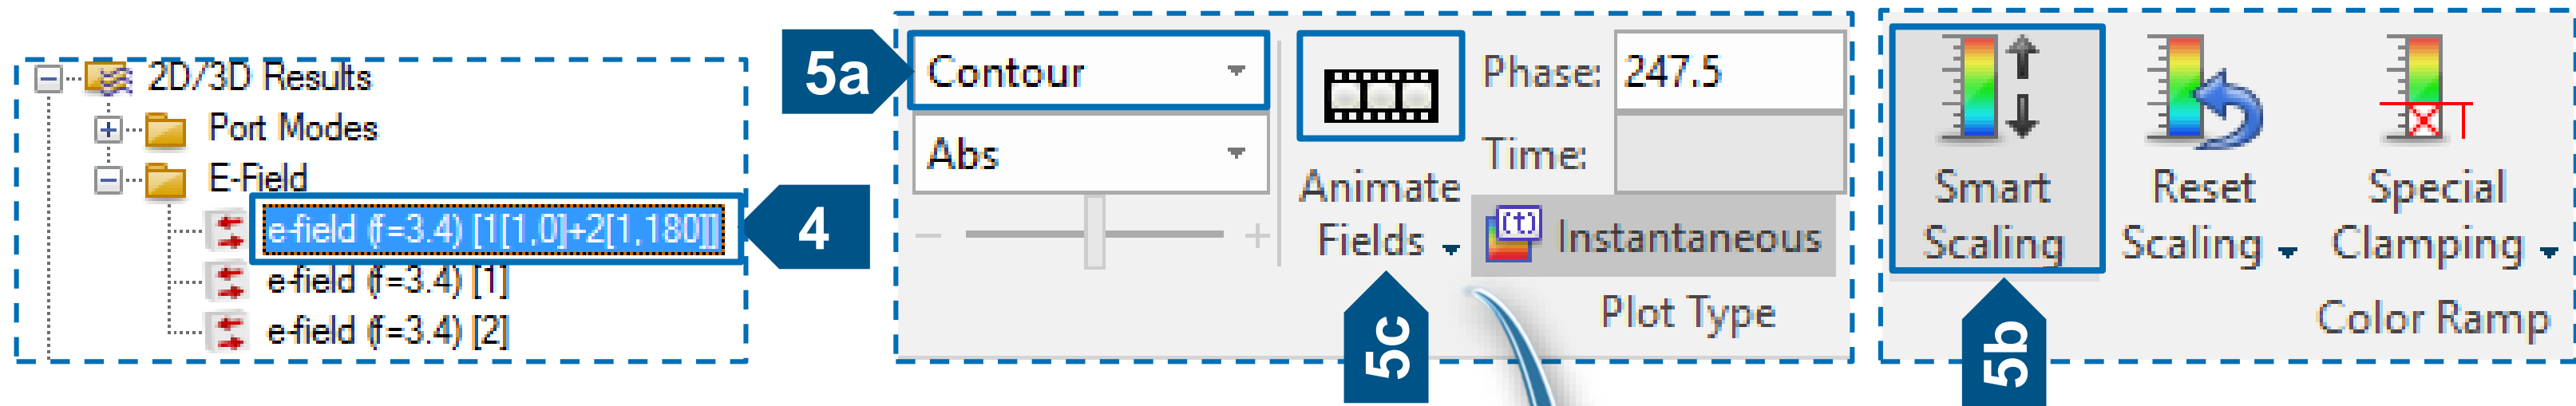 2D/3D Results
Port Modes
E-Field
e-field (f=3.4) [1[1,0]+2[1,180]]
e-field (f=3.4) [1]
e-field (f=3.4) [2]
4
5a
Contour
Abs
Animate
Fields
5c
Phase: 247.5
Time:
(t) Instantaneous
Plot Type
Smart
Scaling
5b
Reset
Scaling
Special
Clamping
Color Ramp